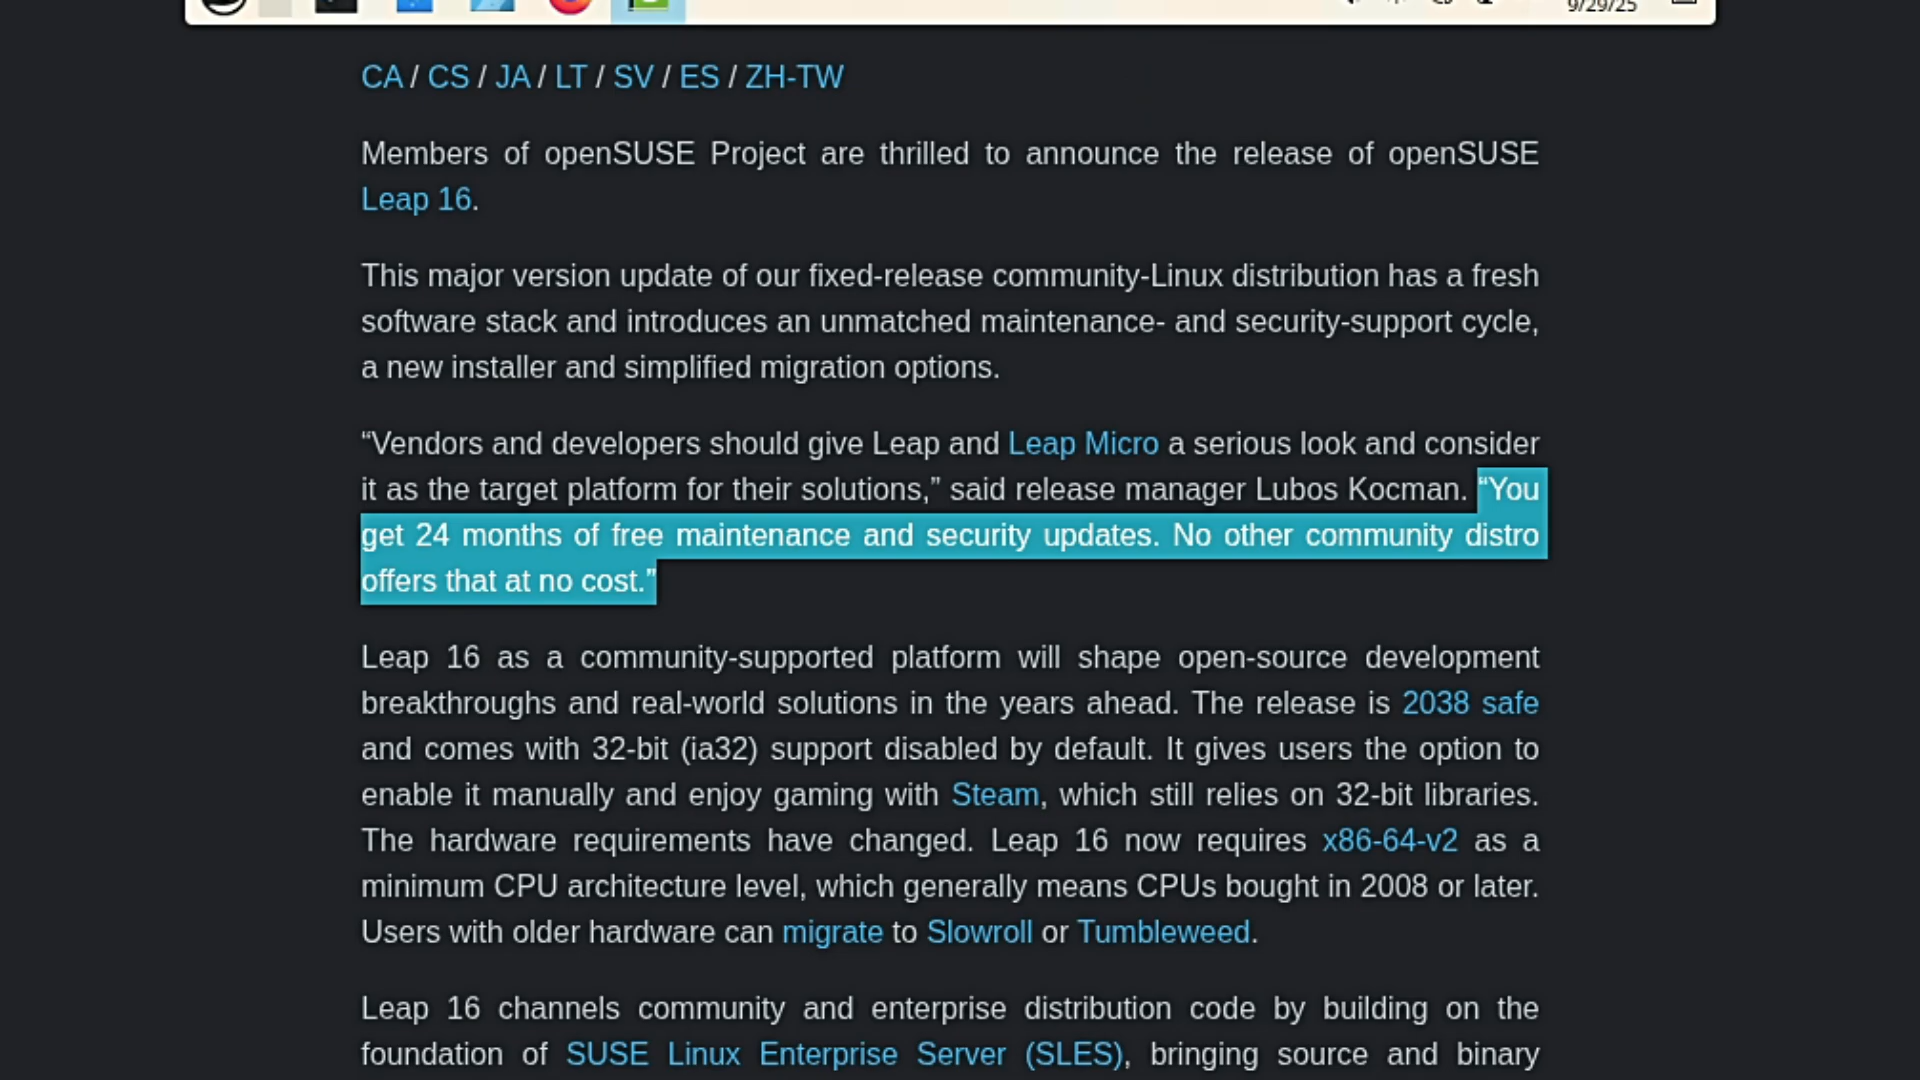 9/29/25
CA / CS / JA / LT / SV / ES / ZH-TW
Members of openSUSE Project are thrilled to announce the release of openSUSE
Leap 16.
This major version update of our fixed-release community-Linux distribution has a fresh
software stack and introduces an unmatched maintenance- and security-support cycle,
a new installer and simplified migration options.
“Vendors and developers should give Leap and Leap Micro a serious look and consider
it as the target platform for their solutions,” said release manager Lubos Kocman. “You
get 24 months of free maintenance and security updates. No other community distro
offers that at no cost.”
Leap 16 as a community-supported platform will shape open-source development
breakthroughs and real-world solutions in the years ahead. The release is 2038 safe
and comes with 32-bit (ia32) support disabled by default. It gives users the option to
enable it manually and enjoy gaming with Steam, which still relies on 32-bit libraries.
The hardware requirements have changed. Leap 16 now requires x86-64-v2 as a
minimum CPU architecture level, which generally means CPUs bought in 2008 or later.
Users with older hardware can migrate to Slowroll or Tumbleweed.
Leap 16 channels community and enterprise distribution code by building on the
foundation of SUSE Linux Enterprise Server (SLES), bringing source and binary